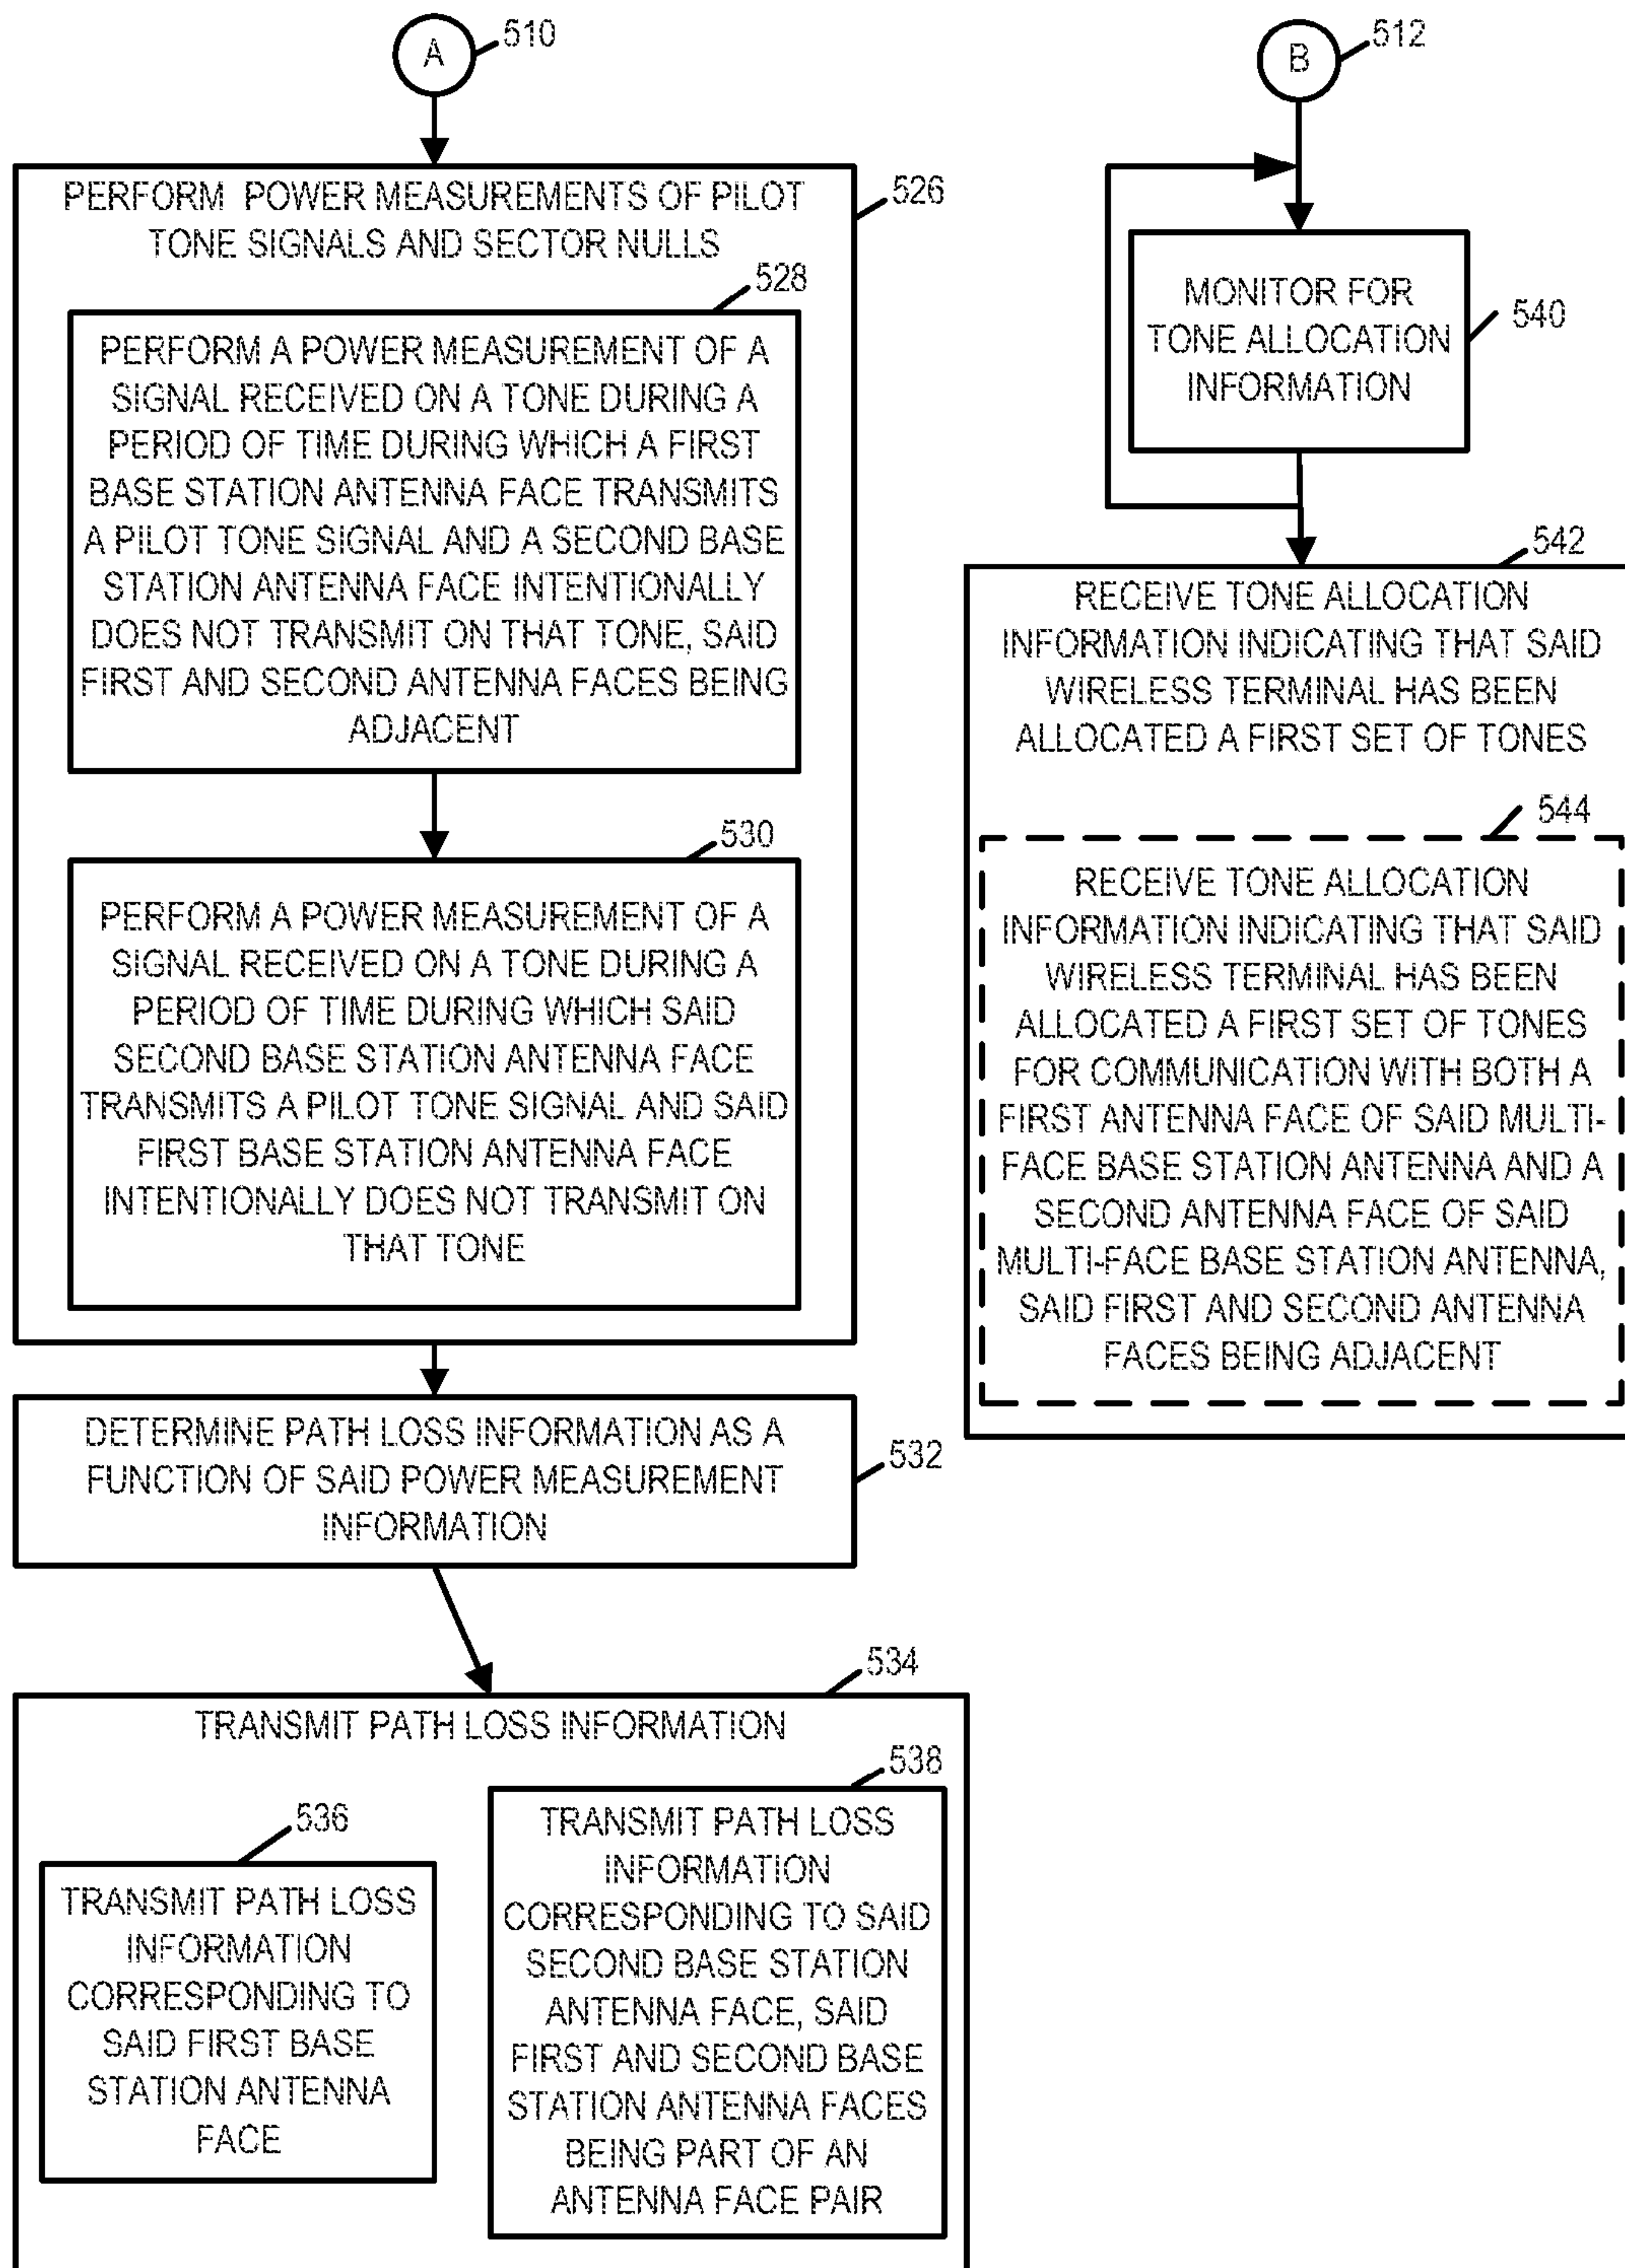 A
510
PERFORM POWER MEASUREMENTS OF PILOT
TONE SIGNALS AND SECTOR NULLS
526
528
PERFORM A POWER MEASUREMENT OF A
SIGNAL RECEIVED ON A TONE DURING A
PERIOD OF TIME DURING WHICH A FIRST
BASE STATION ANTENNA FACE TRANSMITS
A PILOT TONE SIGNAL AND A SECOND BASE
STATION ANTENNA FACE INTENTIONALLY
DOES NOT TRANSMIT ON THAT TONE, SAID
FIRST AND SECOND ANTENNA FACES BEING
ADJACENT
530
PERFORM A POWER MEASUREMENT OF A
SIGNAL RECEIVED ON A TONE DURING A
PERIOD OF TIME DURING WHICH SAID
SECOND BASE STATION ANTENNA FACE
TRANSMITS A PILOT TONE SIGNAL AND SAID
FIRST BASE STATION ANTENNA FACE
INTENTIONALLY DOES NOT TRANSMIT ON
THAT TONE
DETERMINE PATH LOSS INFORMATION AS A
FUNCTION OF SAID POWER MEASUREMENT
INFORMATION
532
534
TRANSMIT PATH LOSS INFORMATION
536
TRANSMIT PATH LOSS
INFORMATION
CORRESPONDING TO
SAID FIRST BASE
STATION ANTENNA
FACE
538
TRANSMIT PATH LOSS
INFORMATION
CORRESPONDING TO SAID
SECOND BASE STATION
ANTENNA FACE, SAID
FIRST AND SECOND BASE
STATION ANTENNA FACES
BEING PART OF AN
ANTENNA FACE PAIR
B
512
MONITOR FOR
TONE ALLOCATION
INFORMATION
540
542
RECEIVE TONE ALLOCATION
INFORMATION INDICATING THAT SAID
WIRELESS TERMINAL HAS BEEN
ALLOCATED A FIRST SET OF TONES
544
RECEIVE TONE ALLOCATION
INFORMATION INDICATING THAT SAID
WIRELESS TERMINAL HAS BEEN
ALLOCATED A FIRST SET OF TONES
FOR COMMUNICATION WITH BOTH A
FIRST ANTENNA FACE OF SAID MULTI-
FACE BASE STATION ANTENNA AND A
SECOND ANTENNA FACE OF SAID
MULTI-FACE BASE STATION ANTENNA,
SAID FIRST AND SECOND ANTENNA
FACES BEING ADJACENT